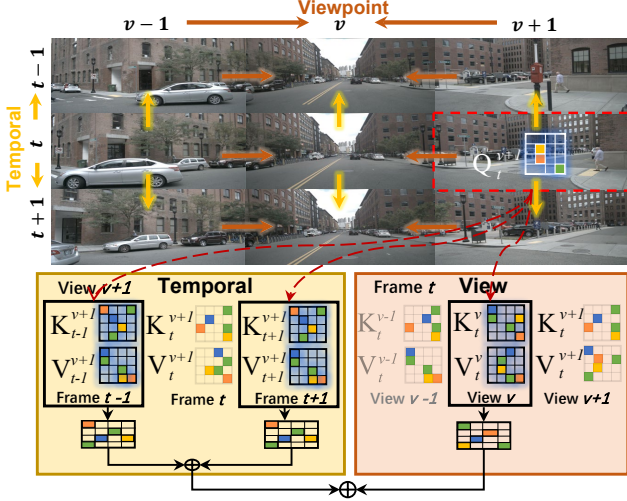 Viewpoint
v − 1 v v + 1
Temporal
t−1
t
t+1
Q_t^{v+1}
Temporal
View v+1
K_{t-1}^{v+1} K_t^{v+1} K_{t+1}^{v+1}
V_{t-1}^{v+1} V_t^{v+1} V_{t+1}^{v+1}
Frame t -1 Frame t Frame t+1
Frame t View
K_t^{v-1} K_t^v K_t^{v+1}
V_t^{v-1} V_t^v V_t^{v+1}
View v -1 View v View v+1